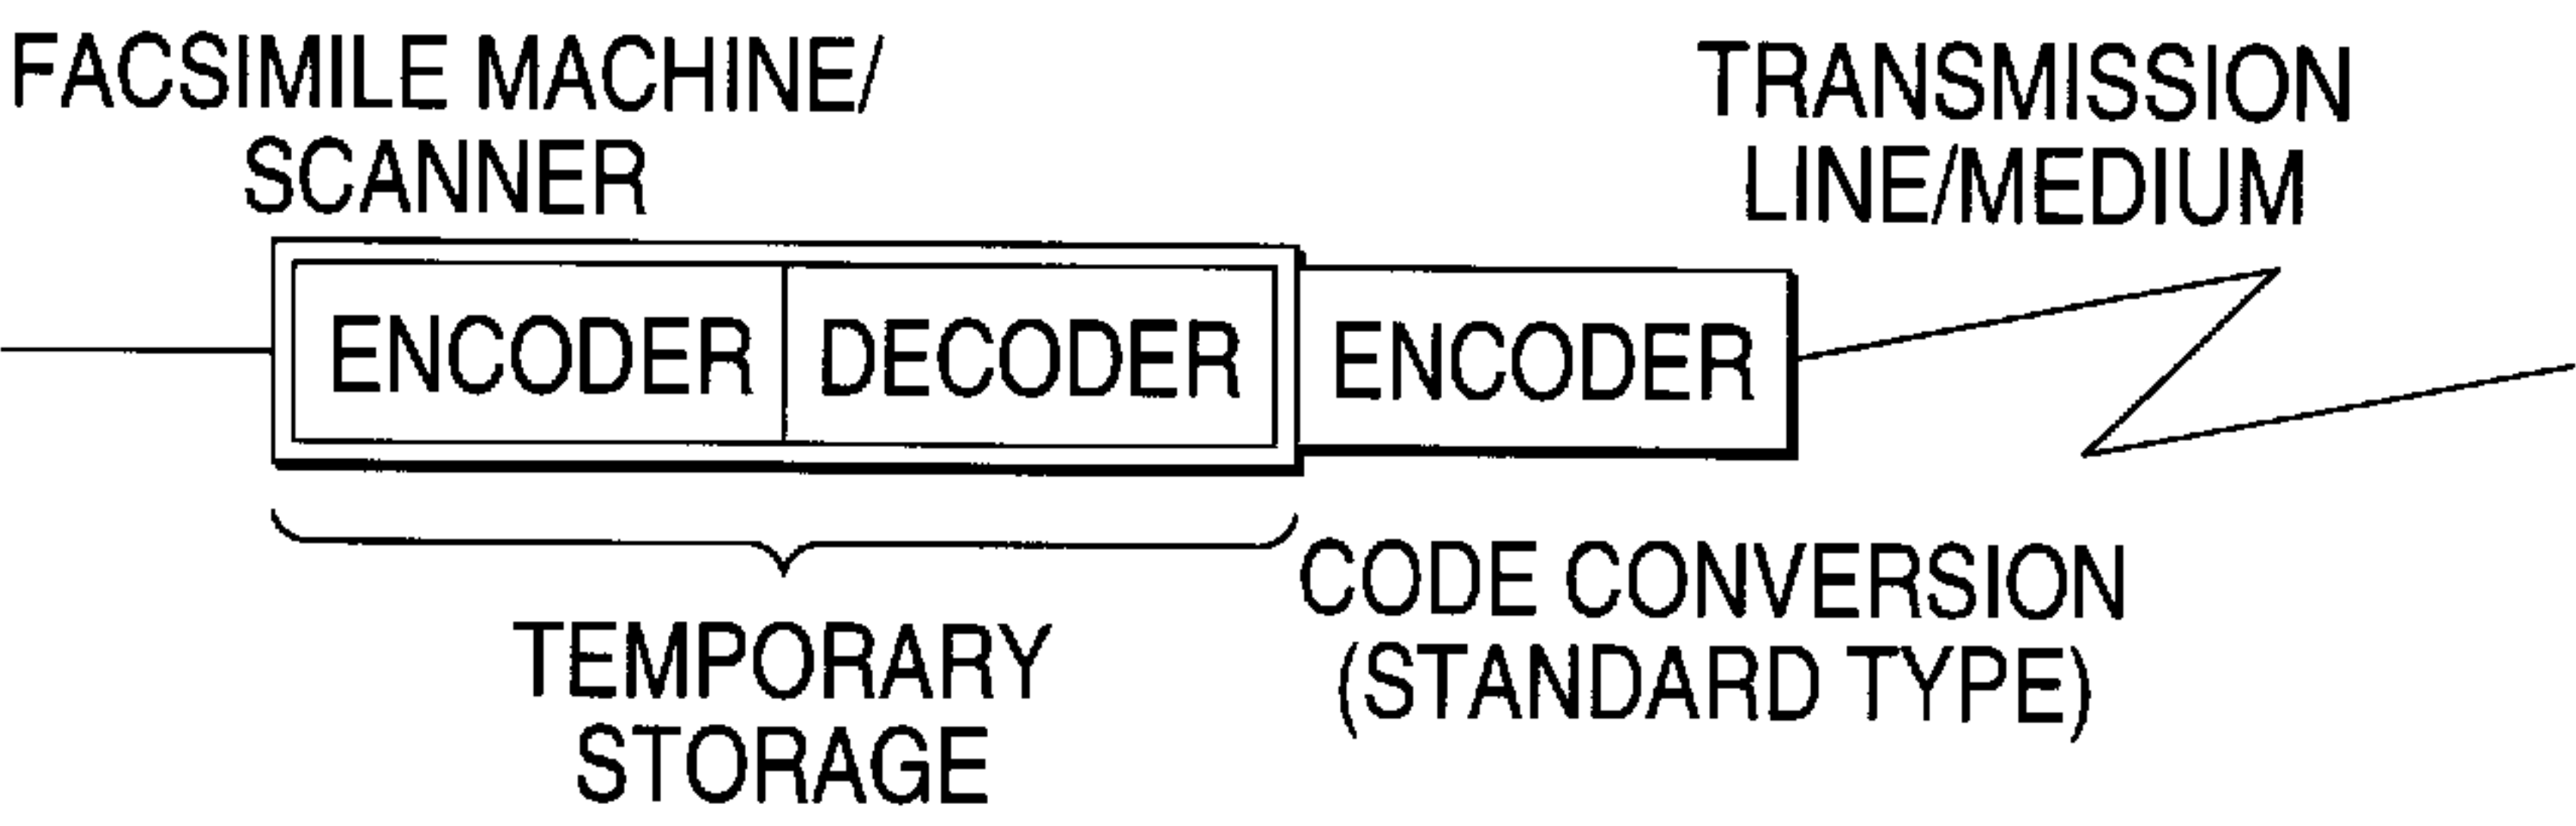 FACSIMILE MACHINE/
SCANNER
TRANSMISSION
LINE/MEDIUM
ENCODER DECODER ENCODER
TEMPORARY
STORAGE
CODE CONVERSION
(STANDARD TYPE)